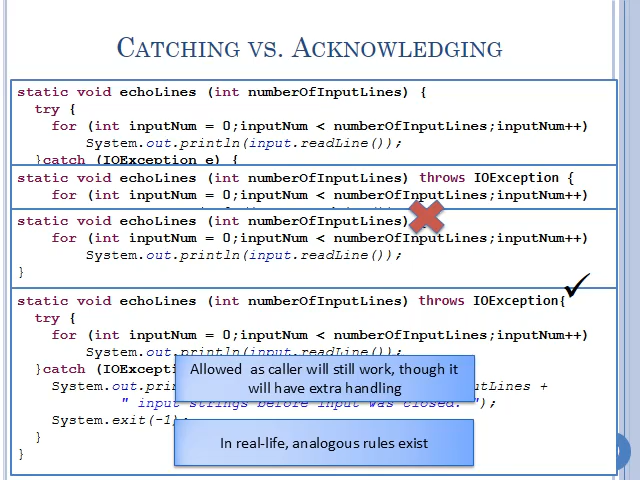 CATCHING VS. ACKNOWLEDGING
static void echoLines (int numberOfInputLines) {
try {
for (int inputNum = 0;inputNum < numberOfInputLines;inputNum++)
System.out.println(input.readLine());
}catch (IOException e) {
static void echoLines (int numberOfInputLines) throws IOException {
for (int inputNum = 0;inputNum < numberOfInputLines;inputNum++)
static void echoLines (int numberOfInputLines)
for (int inputNum = 0;inputNum < numberOfInputLines;inputNum++)
System.out.println(input.readLine());
}
static void echoLines (int numberOfInputLines) throws IOException{
try {
for (int inputNum = 0;inputNum < numberOfInputLines;inputNum++)
System.out.println(input.readLine());
}catch (IOExcepti
Allowed as caller will still work, though it
will have extra handling
System.out.prin utLines +
" input strings before input was closed. ");
System.exit(-1);
}
}
In real-life, analogous rules exist